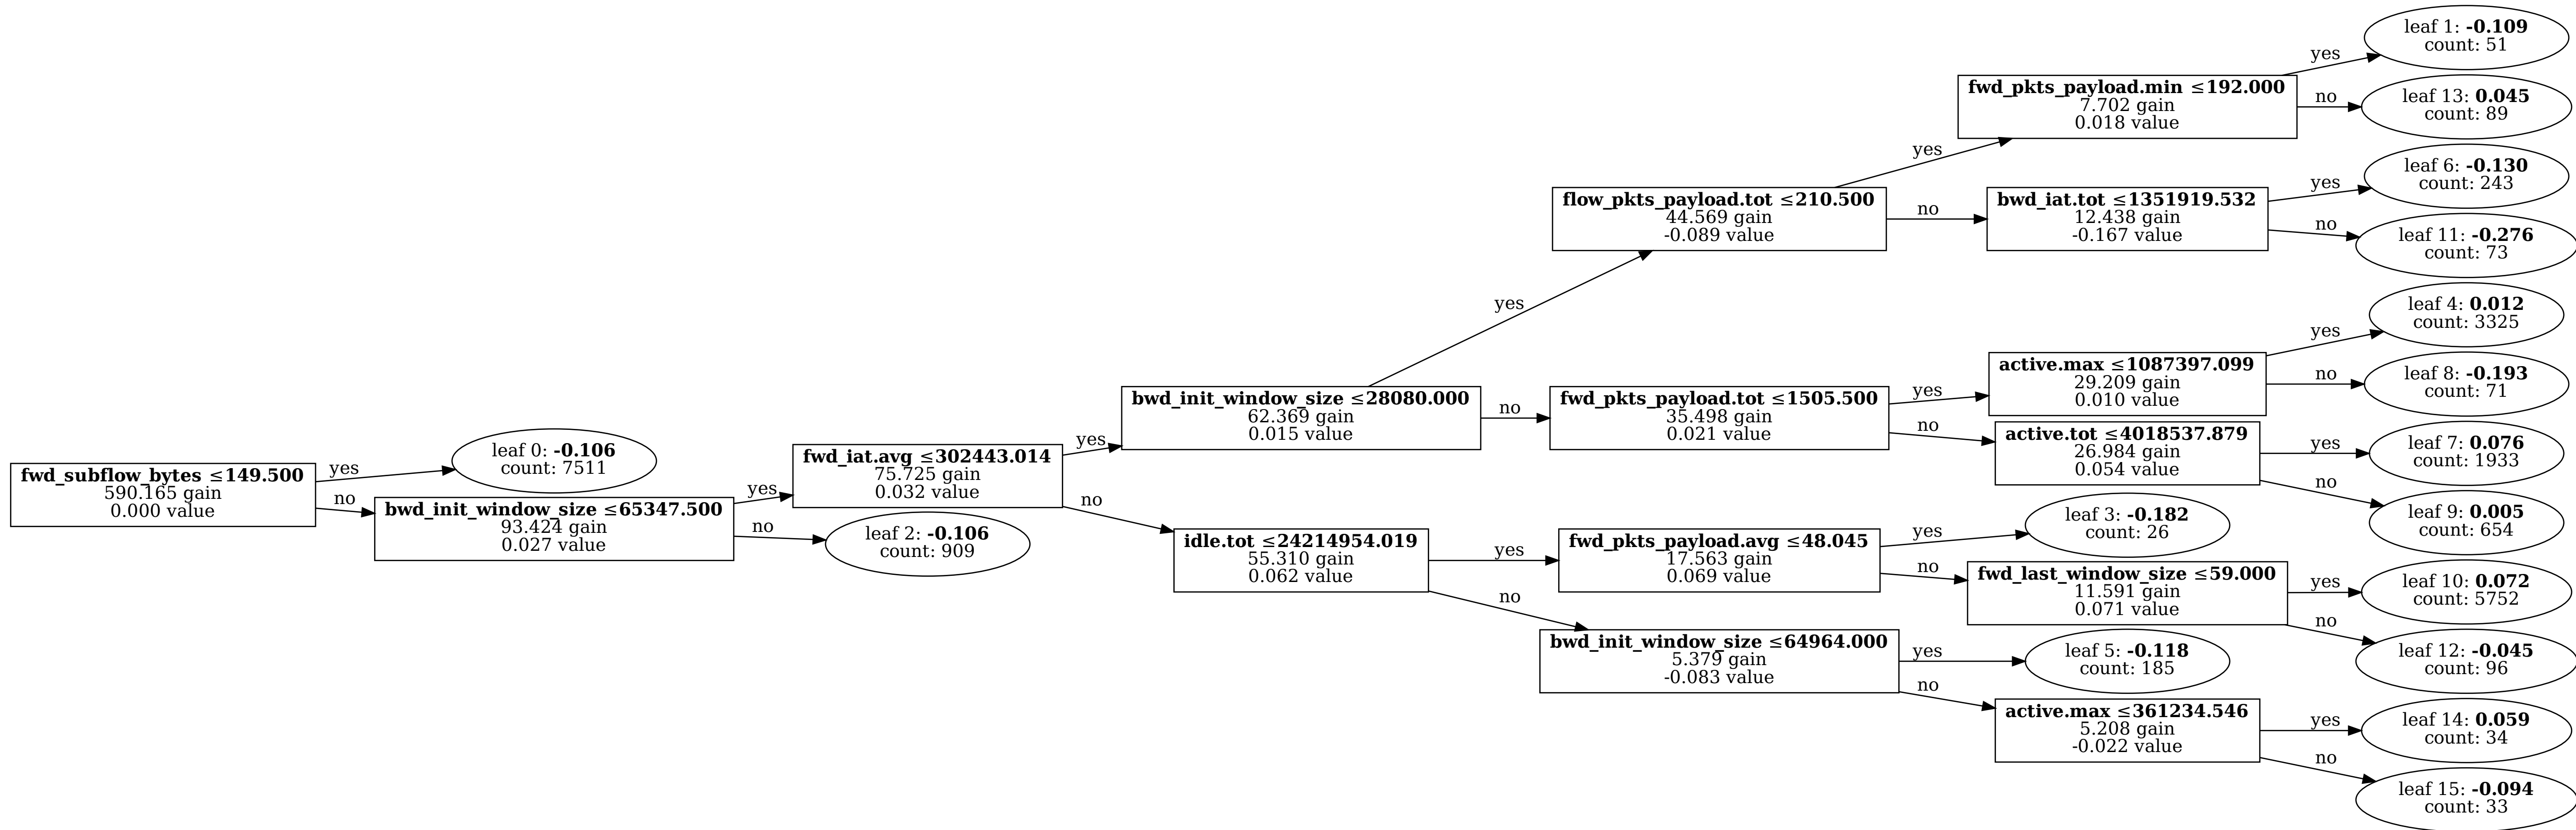 fwd_subflow_bytes ≤149.500
590.165 gain
0.000 value
yes
no
leaf 0: -0.106
count: 7511
bwd_init_window_size ≤65347.500
93.424 gain
0.027 value
yes
no
fwd_iat.avg ≤302443.014
75.725 gain
0.032 value
leaf 2: -0.106
count: 909
yes
no
bwd_init_window_size ≤28080.000
62.369 gain
0.015 value
idle.tot ≤24214954.019
55.310 gain
0.062 value
yes
no
yes
no
flow_pkts_payload.tot ≤210.500
44.569 gain
-0.089 value
fwd_pkts_payload.tot ≤1505.500
35.498 gain
0.021 value
fwd_pkts_payload.avg ≤48.045
17.563 gain
0.069 value
bwd_init_window_size ≤64964.000
5.379 gain
-0.083 value
yes
no
yes
no
yes
no
yes
no
fwd_pkts_payload.min ≤192.000
7.702 gain
0.018 value
bwd_iat.tot ≤1351919.532
12.438 gain
-0.167 value
active.max ≤1087397.099
29.209 gain
0.010 value
active.tot ≤4018537.879
26.984 gain
0.054 value
leaf 3: -0.182
count: 26
fwd_last_window_size ≤59.000
11.591 gain
0.071 value
leaf 5: -0.118
count: 185
active.max ≤361234.546
5.208 gain
-0.022 value
yes
no
yes
no
yes
no
yes
no
yes
no
yes
no
leaf 1: -0.109
count: 51
leaf 13: 0.045
count: 89
leaf 6: -0.130
count: 243
leaf 11: -0.276
count: 73
leaf 4: 0.012
count: 3325
leaf 8: -0.193
count: 71
leaf 7: 0.076
count: 1933
leaf 9: 0.005
count: 654
leaf 10: 0.072
count: 5752
leaf 12: -0.045
count: 96
leaf 14: 0.059
count: 34
leaf 15: -0.094
count: 33